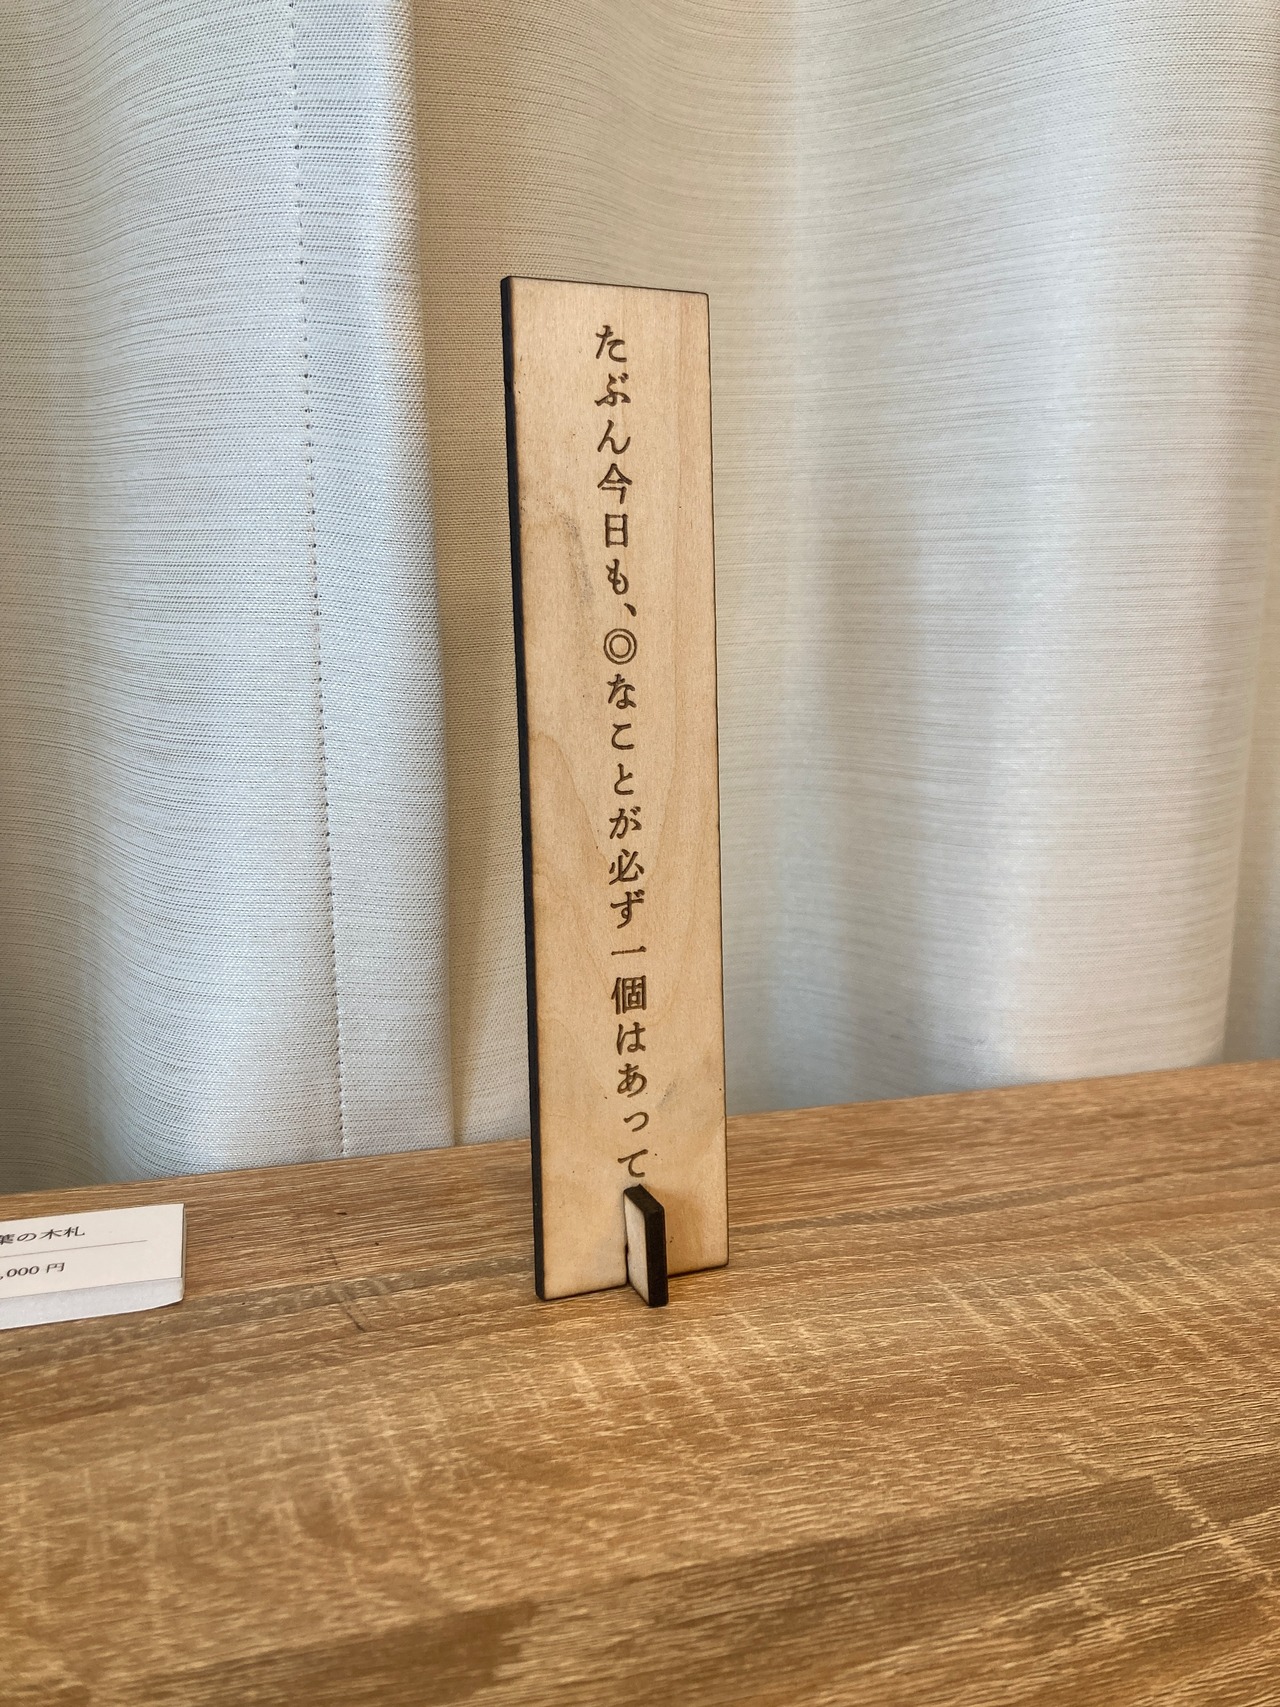 たぶん今日も、◎なことが必ず一個はあって
葉の木札
,000 円